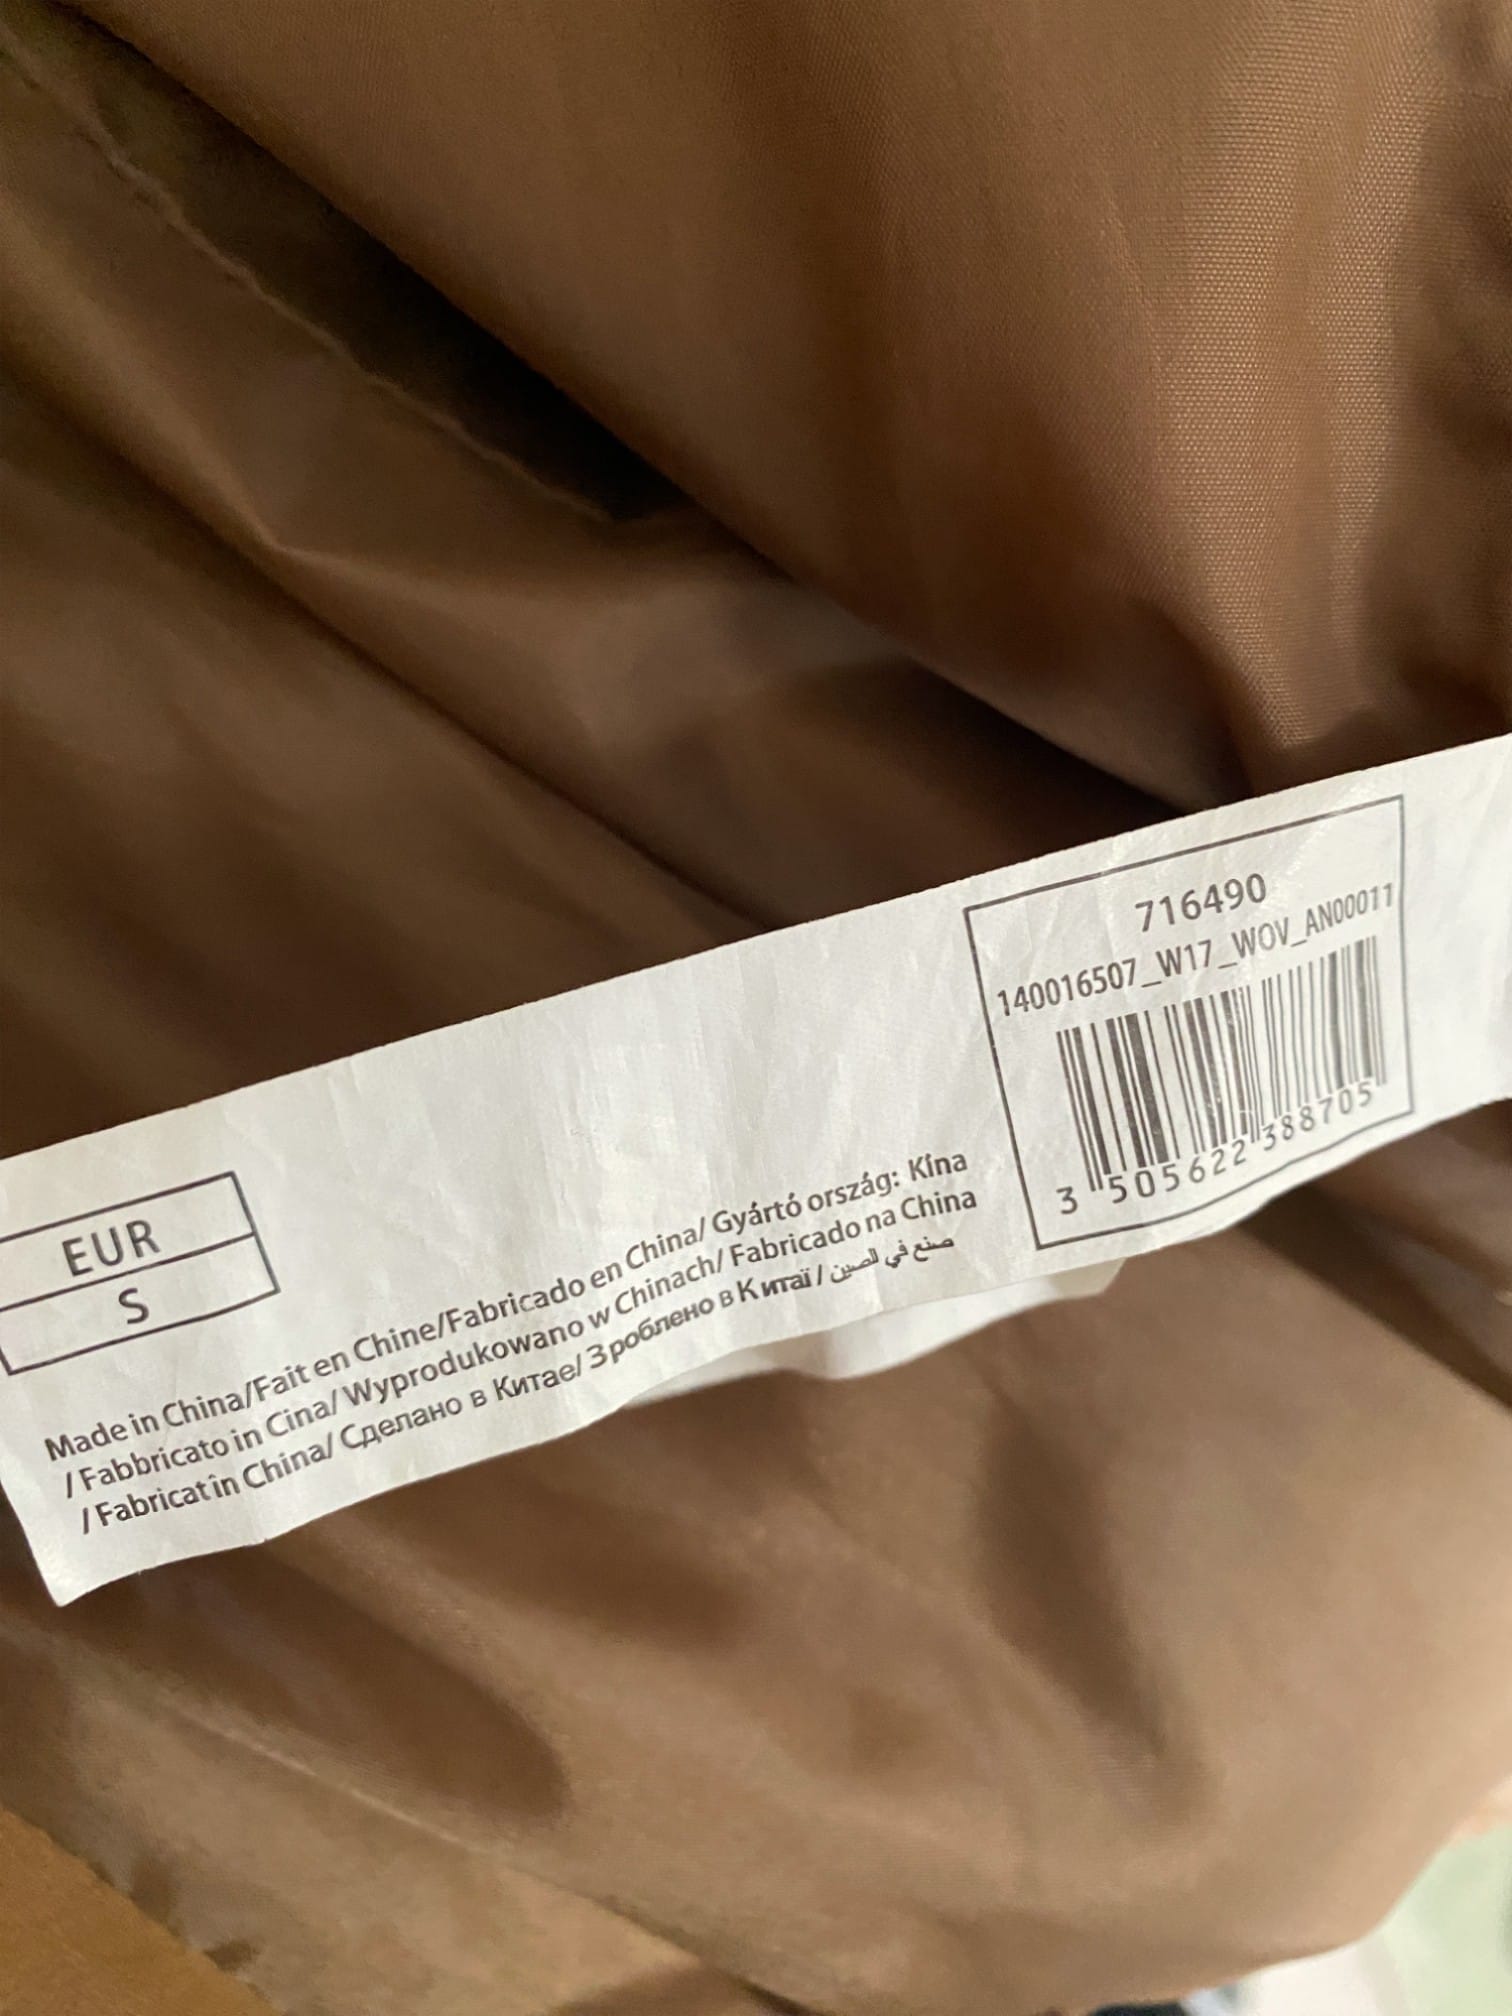 EUR
S
Made in China/Fait en Chine/Fabricado en China/ Gyártó ország: Kína
/ Fabbricato in Cina/ Wyprodukowano w Chinach/ Fabricado na China
/ Fabricat în China/ Сделано в Китае/ Зроблено в Китаї / صنع في الصين
716490
140016507_W17_WOV_AN00011
3 505622 388705